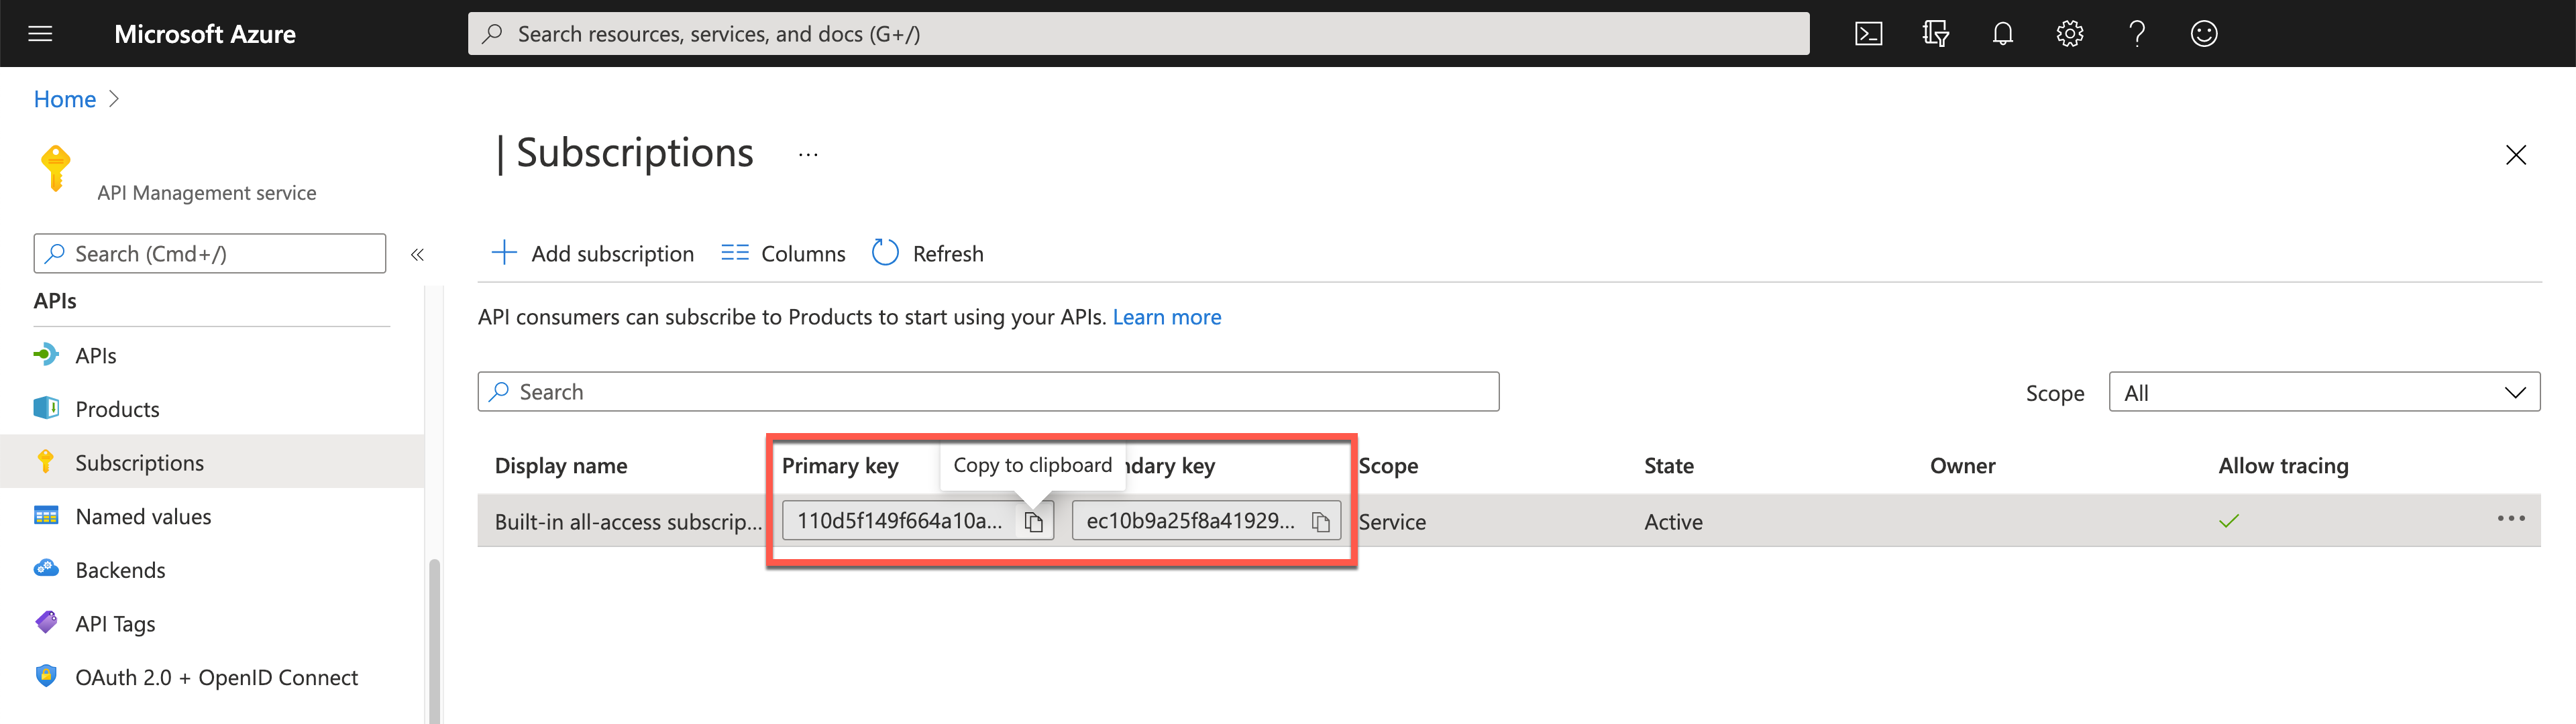 Microsoft Azure
Search resources, services, and docs (G+/)
Home
| Subscriptions ...
API Management service
Search (Cmd+/)
Add subscription
Columns
Refresh
APIs
API consumers can subscribe to Products to start using your APIs. Learn more
APIs
Products
Subscriptions
Named values
Backends
API Tags
OAuth 2.0 + OpenID Connect
Search
Scope All
Display name Primary key Copy to clipboard ndary key Scope State Owner Allow tracing
Built-in all-access subscrip... 110d5f149f664a10a... ec10b9a25f8a41929... Service Active